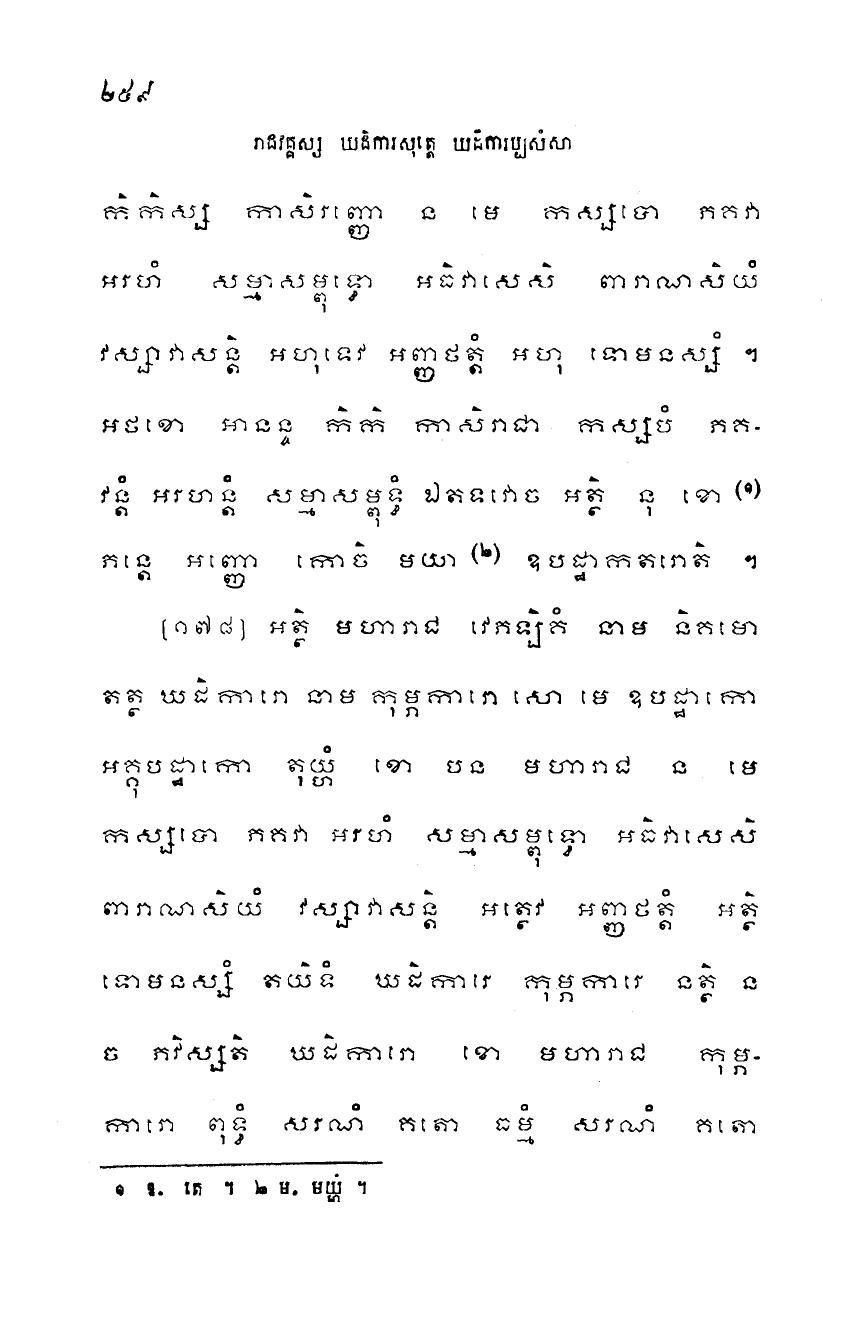 ២៥៩
រាជវគ្គស្ស ឃដិការសុត្តេ ឃដីការប្បសំសា
កិកិស្ស កាសិរញ្ញោ ន មេ កស្សបោ ភគវា
អរហំ សម្មាសម្ពុទ្ធោ អធិវាសេសិ ពារាណសិយំ
វស្សាវាសន្តិ អហុទេវ អញ្ញថត្តំ អហុ ទោមនស្សំ ។
អថខោ អានន្ទ កិកិ កាសិរាជា កស្សបំ ភគ-
វន្តំ អរហន្តំ សម្មាសម្ពុទ្ធំ ឯតទវោច អត្ថិ នុ ខោ (១)
ភន្តេ អញ្ញោ កោចិ មយា (២) ឧបដ្ឋាកតរោតិ ។
[១៧៨] អត្ថិ មហារាជ វេភឡិគំ នាម និគមោ
តត្ថ ឃដិការោ នាម កុម្ភការោ សោ មេ ឧបដ្ឋាកោ
អគ្គុបដ្ឋាកោ តុយ្ហំ ខោ បន មហារាជ ន មេ
កស្សបោ ភគវា អរហំ សម្មាសម្ពុទ្ធោ អធិវាសេសិ
ពារាណសិយំ វស្សាវាសន្តិ អត្ថេវ អញ្ញថត្តំ អត្ថិ
ទោមនស្សំ តយិទំ ឃដិការេ កុម្ភការេ នត្ថិ ន
ច ភវិស្សតិ ឃដិការោ ខោ មហារាជ កុម្ភ-
ការោ ពុទ្ធំ សរណំ គតោ ធម្មំ សរណំ គតោ
១ ឱ. តេ ។ ២ ម. មយ្ហំ ។